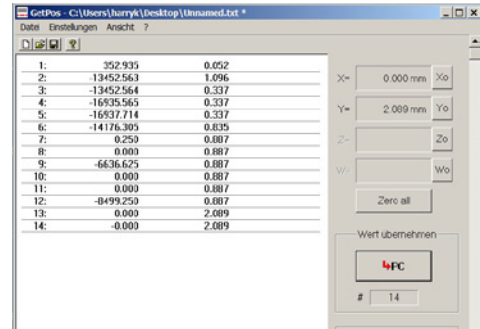 GetPos - C:\Users\harryk\Desktop\Unnamed.txt *
Datei Einstellungen Ansicht ?
1: 352.935 0.052
2: -13452.563 1.096
3: -13452.564 0.337
4: -16935.565 0.337
5: -16937.714 0.337
6: -14176.305 0.835
7: 0.250 0.887
8: 0.000 0.887
9: -6636.625 0.887
10: 0.000 0.887
11: 0.000 0.887
12: -8499.250 0.887
13: 0.000 2.089
14: -0.000 2.089
X= 0.000 mm Xo
Y= 2.089 mm Yo
Z= Zo
W= Wo
Zero all
Wert übernehmen
PC
# 14